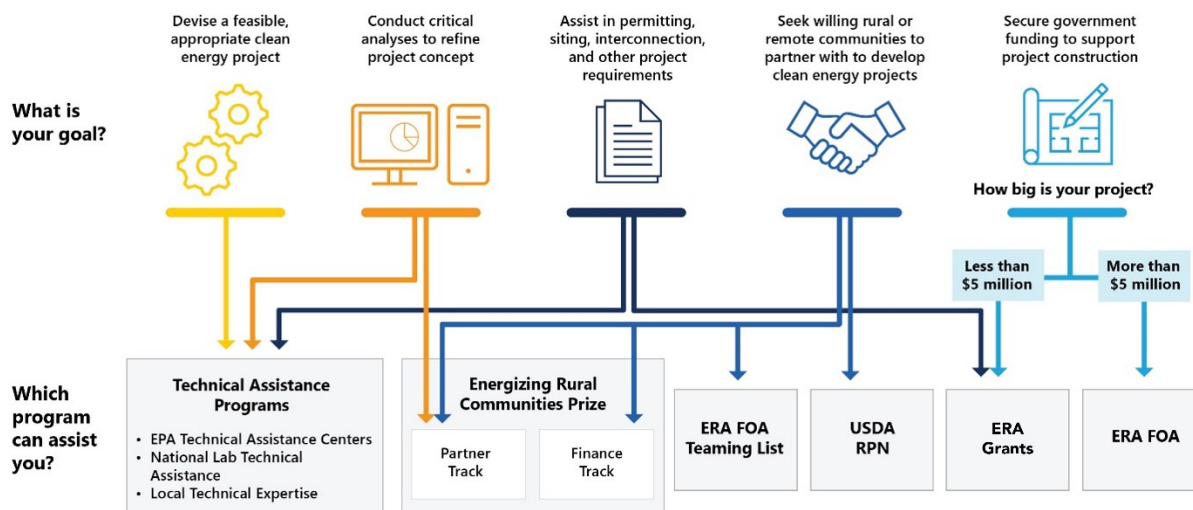 Devise a feasible,
appropriate clean
energy project
Conduct critical
analyses to refine
project concept
Assist in permitting,
siting, interconnection,
and other project
requirements
Seek willing rural or
remote communities to
partner with to develop
clean energy projects
Secure government
funding to support
project construction
What is
your goal?
How big is your project?
Less than
$5 million
More than
$5 million
Which
program
can assist
you?
Technical Assistance
Programs
• EPA Technical Assistance Centers
• National Lab Technical
Assistance
• Local Technical Expertise
Energizing Rural
Communities Prize
Partner
Track
Finance
Track
ERA FOA
Teaming List
USDA
RPN
ERA
Grants
ERA FOA